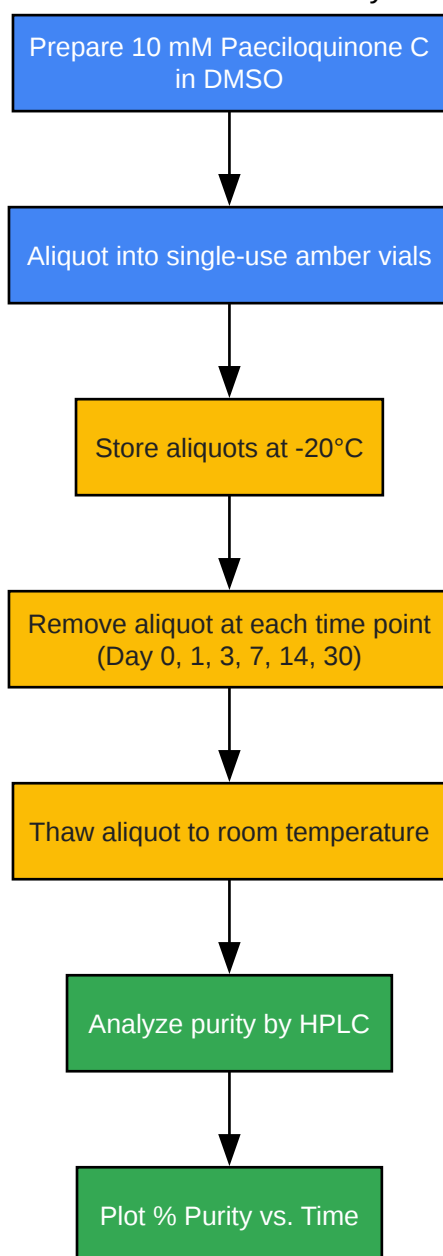 Prepare 10 mM Paeciloquinone C
in DMSO
Aliquot into single-use amber vials
Store aliquots at -20°C
Remove aliquot at each time point
(Day 0, 1, 3, 7, 14, 30)
Thaw aliquot to room temperature
Analyze purity by HPLC
Plot % Purity vs. Time